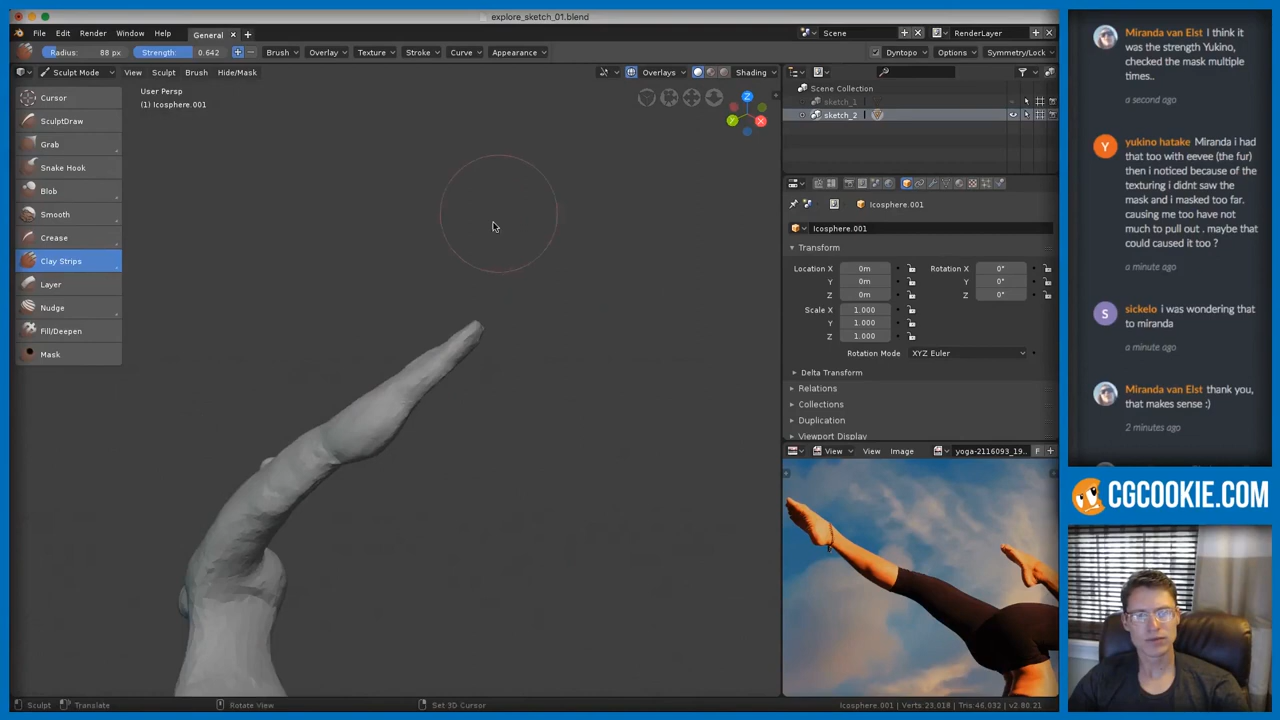 explore_sketch_01.blend
File Edit Render Window Help General × +
Scene
RenderLayer
Radius: 88 px Strength: 0.642 Brush Overlay Texture Stroke Curve Appearance
Dyntopo Options Symmetry/Lock
Sculpt Mode View Sculpt Brush Hide/Mask
Overlays Shading
Cursor
SculptDraw
Grab
Snake Hook
Blob
Smooth
Crease
Clay Strips
Layer
Nudge
Fill/Deepen
Mask
User Persp
(1) Icosphere.001
Z
Y
X
Scene Collection
sketch_1
sketch_2
Icosphere.001
Icosphere.001
Transform
Location X 0m Rotation X 0°
Y 0m Y 0°
Z 0m Z 0°
Scale X 1.000
Y 1.000
Z 1.000
Rotation Mode XYZ Euler
Delta Transform
Relations
Collections
Duplication
Viewport Display
View View Image yoga-2116093_19.. F
Sculpt Translate Rotate View Set 3D Cursor
Icosphere.001 | Verts:23,018 | Tris:46,032 | v2.80.21
Miranda van Elst I think it
was the strength Yukino,
checked the mask multiple
times..
a second ago
Y
yukino hatake Miranda i had
that too with eevee (the fur)
then i noticed because of the
texturing i didnt saw the
mask and i masked too far.
causing me too have not
much to pull out . maybe that
could caused it too ?
a minute ago
S
sickelo i was wondering that
to miranda
a minute ago
Miranda van Elst thank you,
that makes sense :)
2 minutes ago
CGCOOKIE.COM